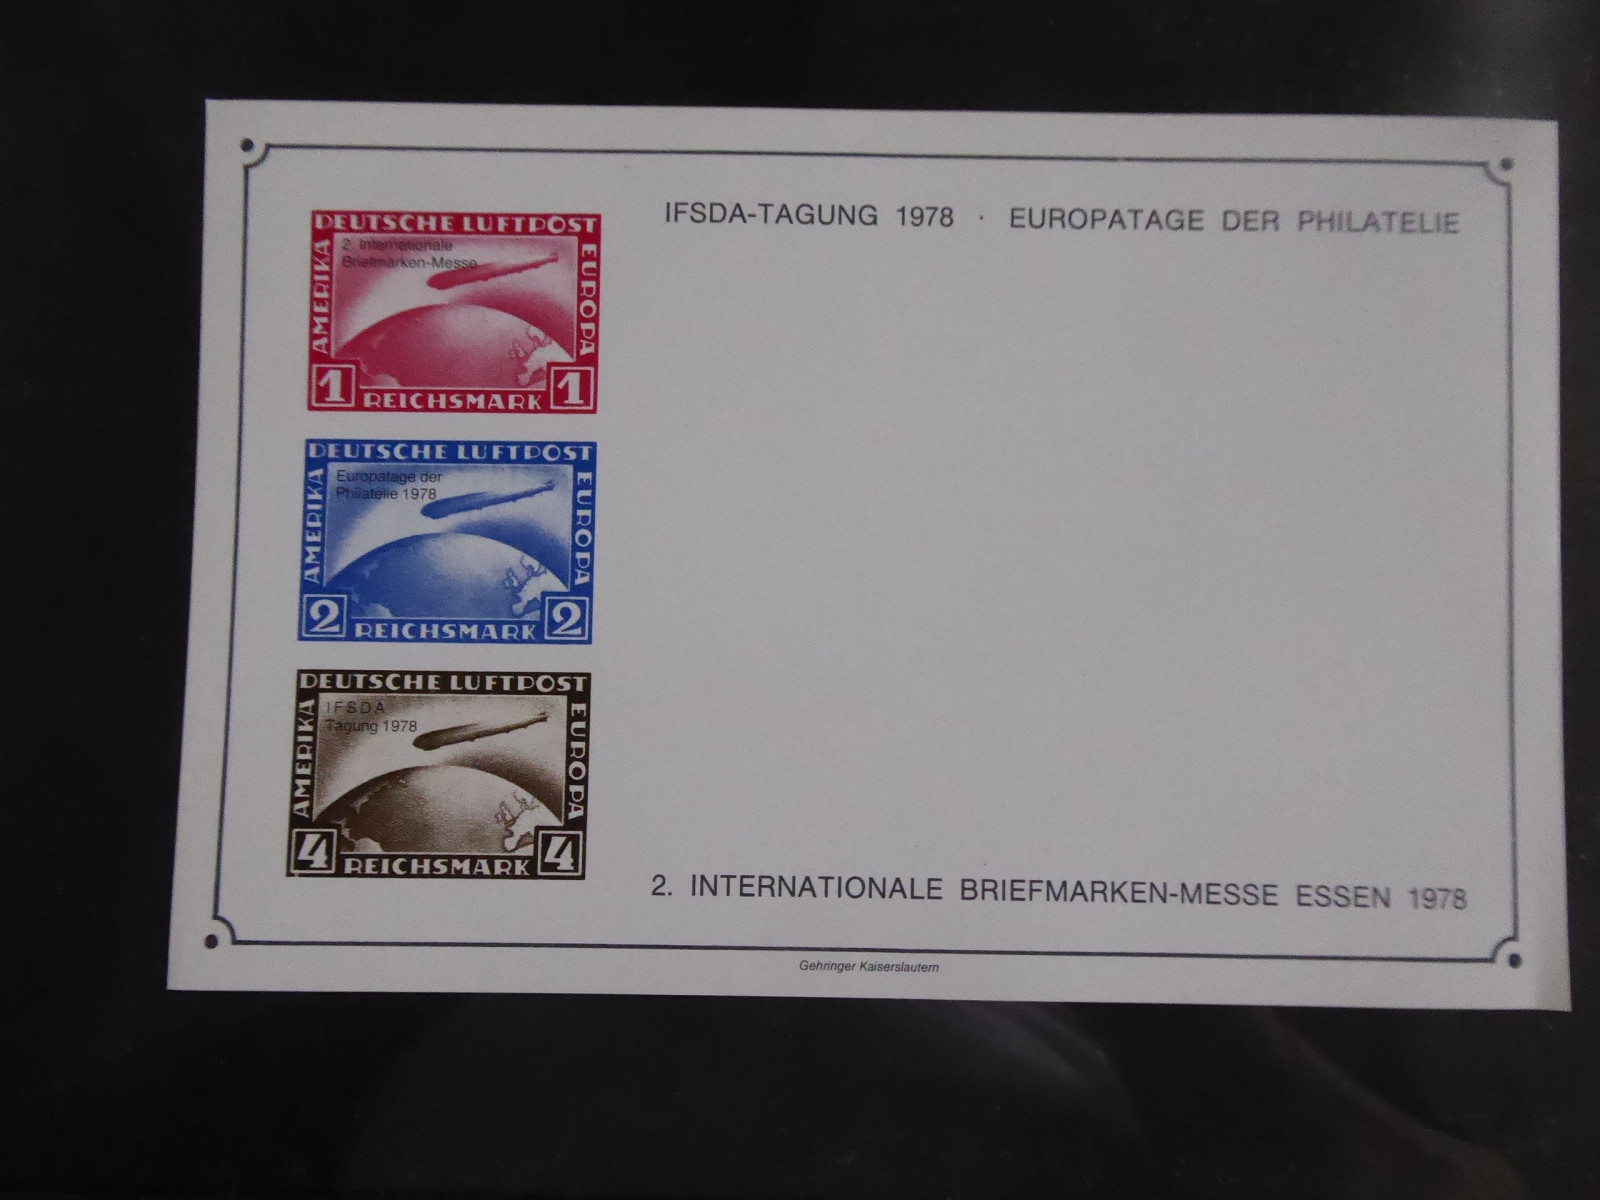 IFSDA-TAGUNG 1978 · EUROPATAGE DER PHILATELIE
DEUTSCHE LUFTPOST
AMERIKA
2. Internationale
Briefmarken-Messe
EUROPA
1 REICHSMARK 1
DEUTSCHE LUFTPOST
AMERIKA
Europatage der
Philatelie 1978
EUROPA
2 REICHSMARK 2
DEUTSCHE LUFTPOST
AMERIKA
IFSDA
Tagung 1978
EUROPA
4 REICHSMARK 4
2. INTERNATIONALE BRIEFMARKEN-MESSE ESSEN 1978
Gehringer Kaiserslautern